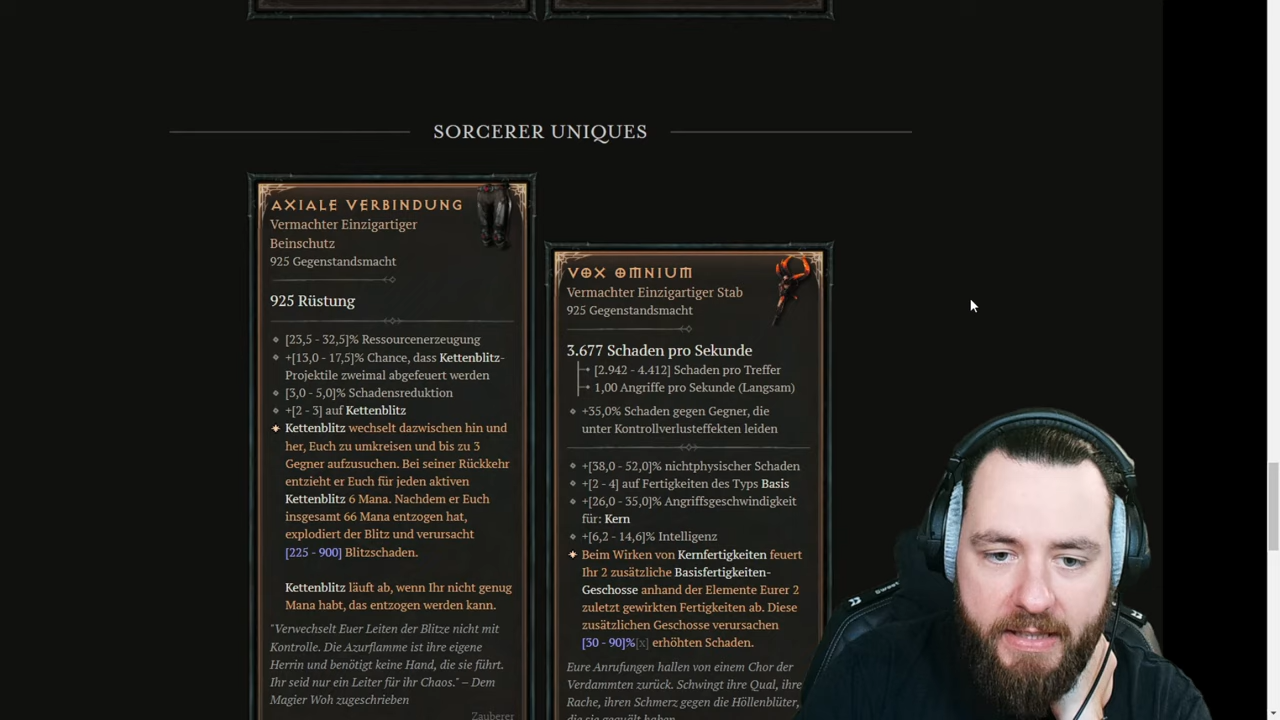 SORCERER UNIQUES
AXIALE VERBINDUNG
Vermachter Einzigartiger
Beinschutz
925 Gegenstandsmacht
925 Rüstung
[23,5 - 32,5]% Ressourcenerzeugung
+[13,0 - 17,5]% Chance, dass Kettenblitz-
Projektile zweimal abgefeuert werden
[3,0 - 5,0]% Schadensreduktion
+[2 - 3] auf Kettenblitz
Kettenblitz wechselt dazwischen hin und
her, Euch zu umkreisen und bis zu 3
Gegner aufzusuchen. Bei seiner Rückkehr
entzieht er Euch für jeden aktiven
Kettenblitz 6 Mana. Nachdem er Euch
insgesamt 66 Mana entzogen hat,
explodiert der Blitz und verursacht
[225 - 900] Blitzschaden.
Kettenblitz läuft ab, wenn Ihr nicht genug
Mana habt, das entzogen werden kann.
"Verwechselt Euer Leiten der Blitze nicht mit
Kontrolle. Die Azurflamme ist ihre eigene
Herrin und benötigt keine Hand, die sie führt.
Ihr seid nur ein Leiter für ihr Chaos." – Dem
Magier Woh zugeschrieben
Zauberer
VOX OMNIUM
Vermachter Einzigartiger Stab
925 Gegenstandsmacht
3.677 Schaden pro Sekunde
[2.942 - 4.412] Schaden pro Treffer
1,00 Angriffe pro Sekunde (Langsam)
+35,0% Schaden gegen Gegner, die
unter Kontrollverlusteffekten leiden
+[38,0 - 52,0]% nichtphysischer Schaden
+[2 - 4] auf Fertigkeiten des Typs Basis
+[26,0 - 35,0]% Angriffsgeschwindigkeit
für: Kern
+[6,2 - 14,6]% Intelligenz
Beim Wirken von Kernfertigkeiten feuert
Ihr 2 zusätzliche Basisfertigkeiten-
Geschosse anhand der Elemente Eurer 2
zuletzt gewirkten Fertigkeiten ab. Diese
zusätzlichen Geschosse verursachen
[30 - 90]%[x] erhöhten Schaden.
Eure Anrufungen hallen von einem Chor der
Verdammten zurück. Schwingt ihre Qual, ihre
Rache, ihren Schmerz gegen die Höllenblüter,
die sie gequält haben